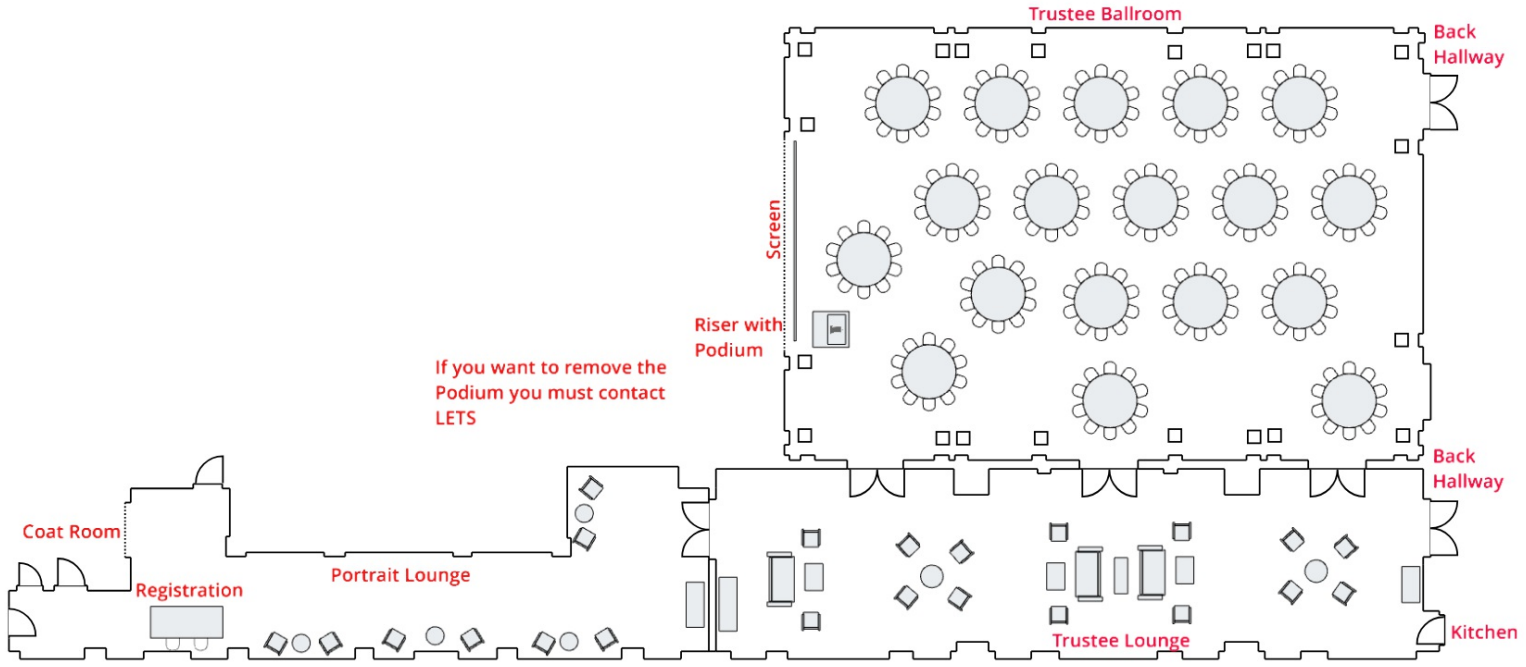 Trustee Ballroom
Back
Hallway
Screen
Riser with
Podium
If you want to remove the
Podium you must contact
LETS
Back
Hallway
Coat Room
Portrait Lounge
Registration
Trustee Lounge
Kitchen